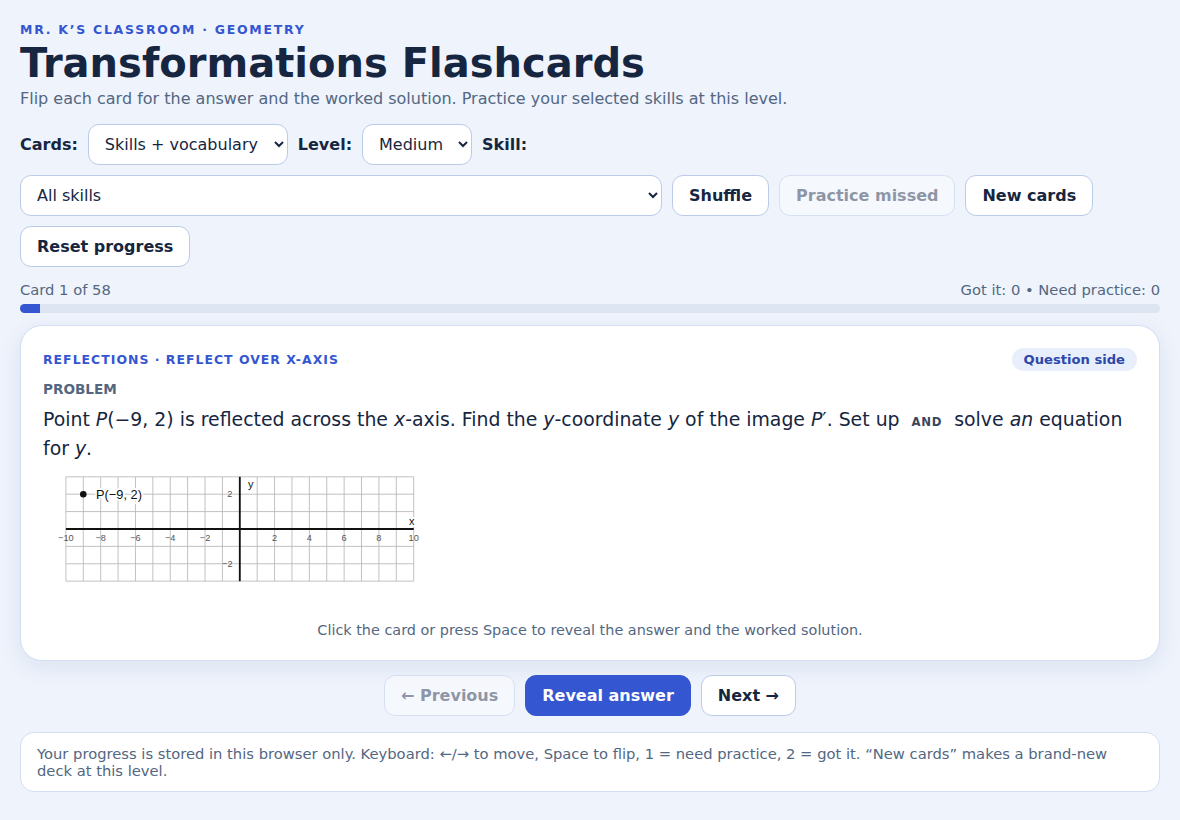 MR. K’S CLASSROOM · GEOMETRY
Transformations Flashcards
Flip each card for the answer and the worked solution. Practice your selected skills at this level.
Cards: Skills + vocabulary Level: Medium Skill:
All skills Shuffle Practice missed New cards
Reset progress
Card 1 of 58 Got it: 0 • Need practice: 0
REFLECTIONS · REFLECT OVER X-AXIS Question side
PROBLEM
Point P(−9, 2) is reflected across the x-axis. Find the y-coordinate y of the image P′. Set up AND solve an equation
for y.
y
P(−9, 2) 2
x
−10 −8 −6 −4 −2 2 4 6 8 10
−2
Click the card or press Space to reveal the answer and the worked solution.
← Previous Reveal answer Next →
Your progress is stored in this browser only. Keyboard: ←/→ to move, Space to flip, 1 = need practice, 2 = got it. “New cards” makes a brand-new
deck at this level.